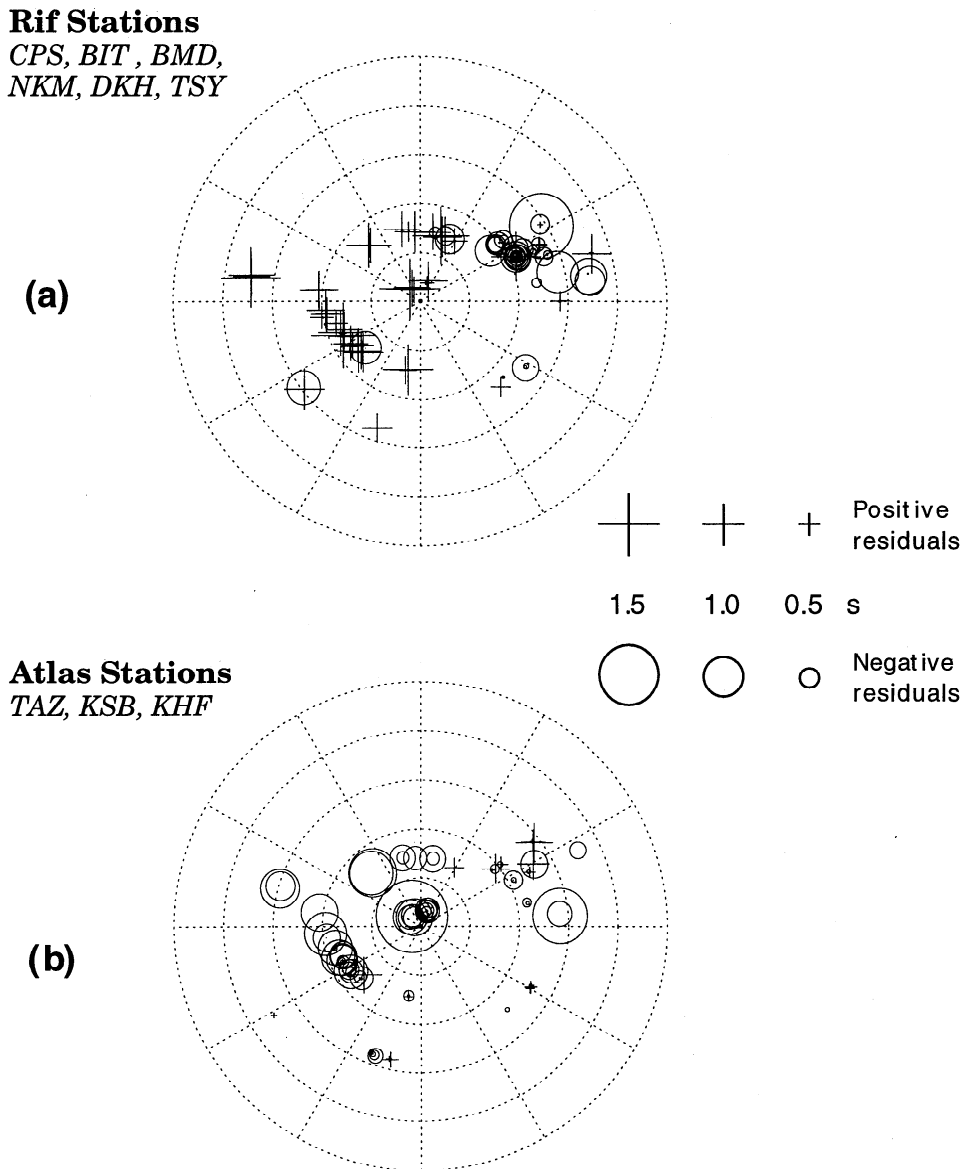 Rif Stations
CPS, BIT , BMD,
NKM, DKH, TSY
(a)
Positive
residuals
1.5 1.0 0.5 s
Negative
residuals
Atlas Stations
TAZ, KSB, KHF
(b)